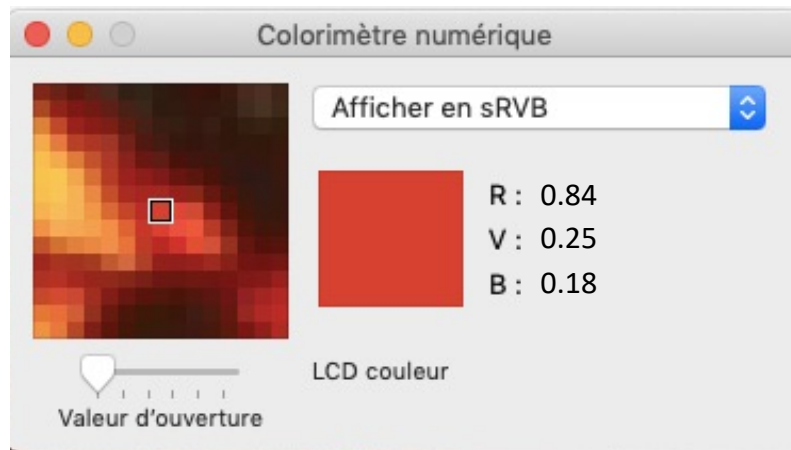 Colorimètre numérique
Afficher en sRVB
R : 0.84
V : 0.25
B : 0.18
LCD couleur
Valeur d’ouverture